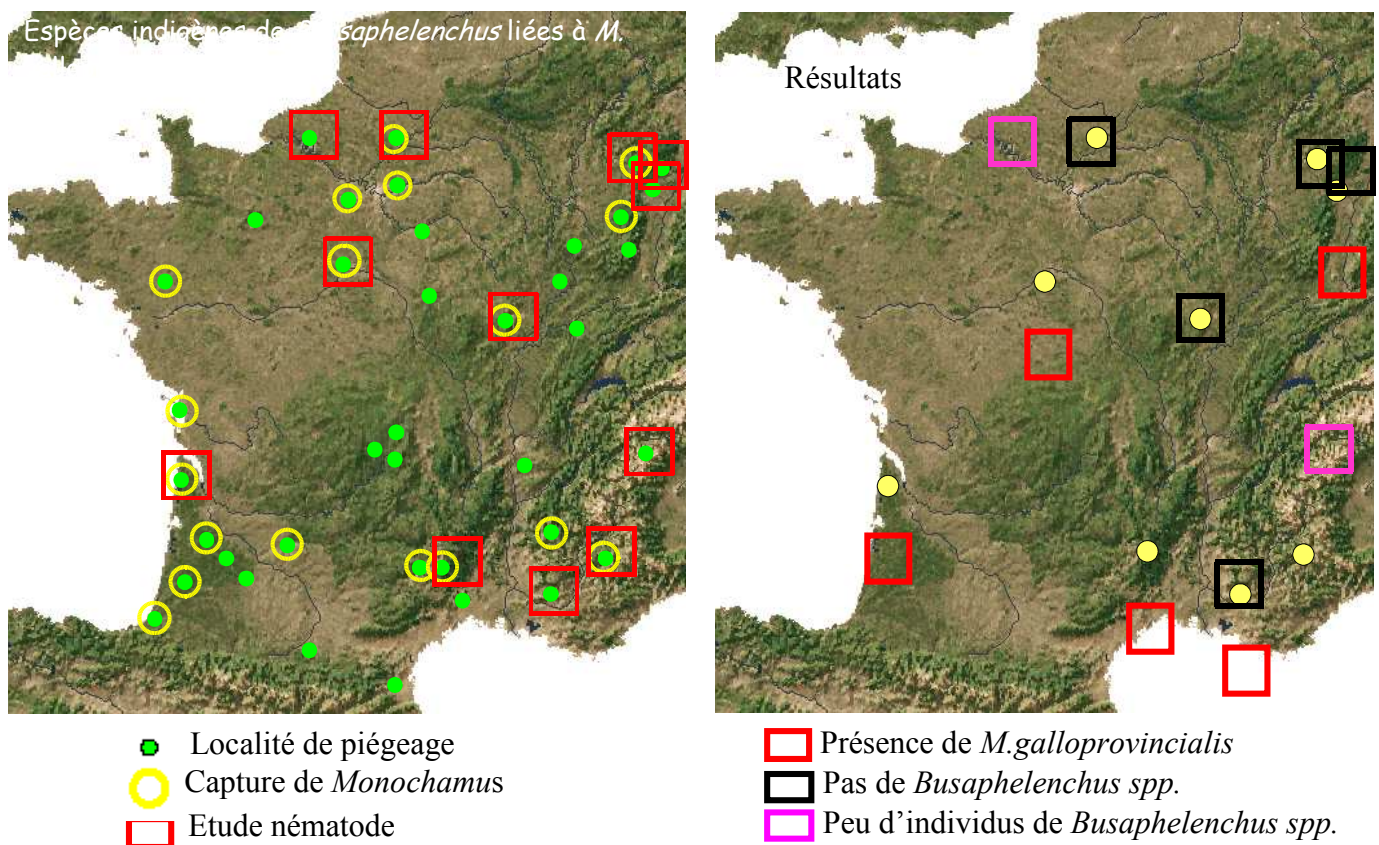 Espèces indigènes de Bursaphelenchus liées à M.
Résultats
Localité de piégeage
Capture de Monochamus
Etude nématode
Présence de M.galloprovincialis
Pas de Busaphelenchus spp.
Peu d'individus de Busaphelenchus spp.